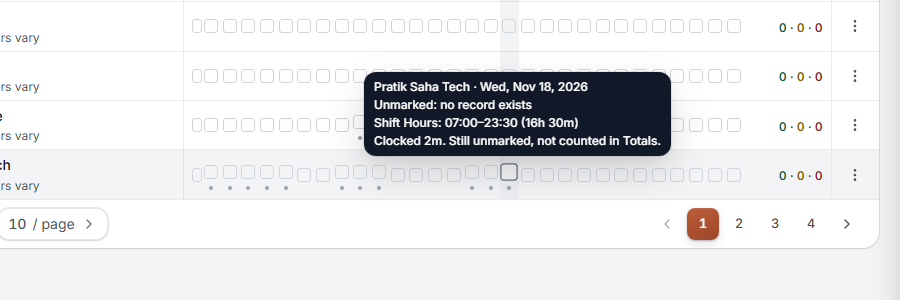 rs vary
0 · 0 · 0
rs vary
0 · 0 · 0
Pratik Saha Tech · Wed, Nov 18, 2026
Unmarked: no record exists
Shift Hours: 07:00–23:30 (16h 30m)
Clocked 2m. Still unmarked, not counted in Totals.
e
rs vary
0 · 0 · 0
ch
rs vary
0 · 0 · 0
10 / page
1 2 3 4